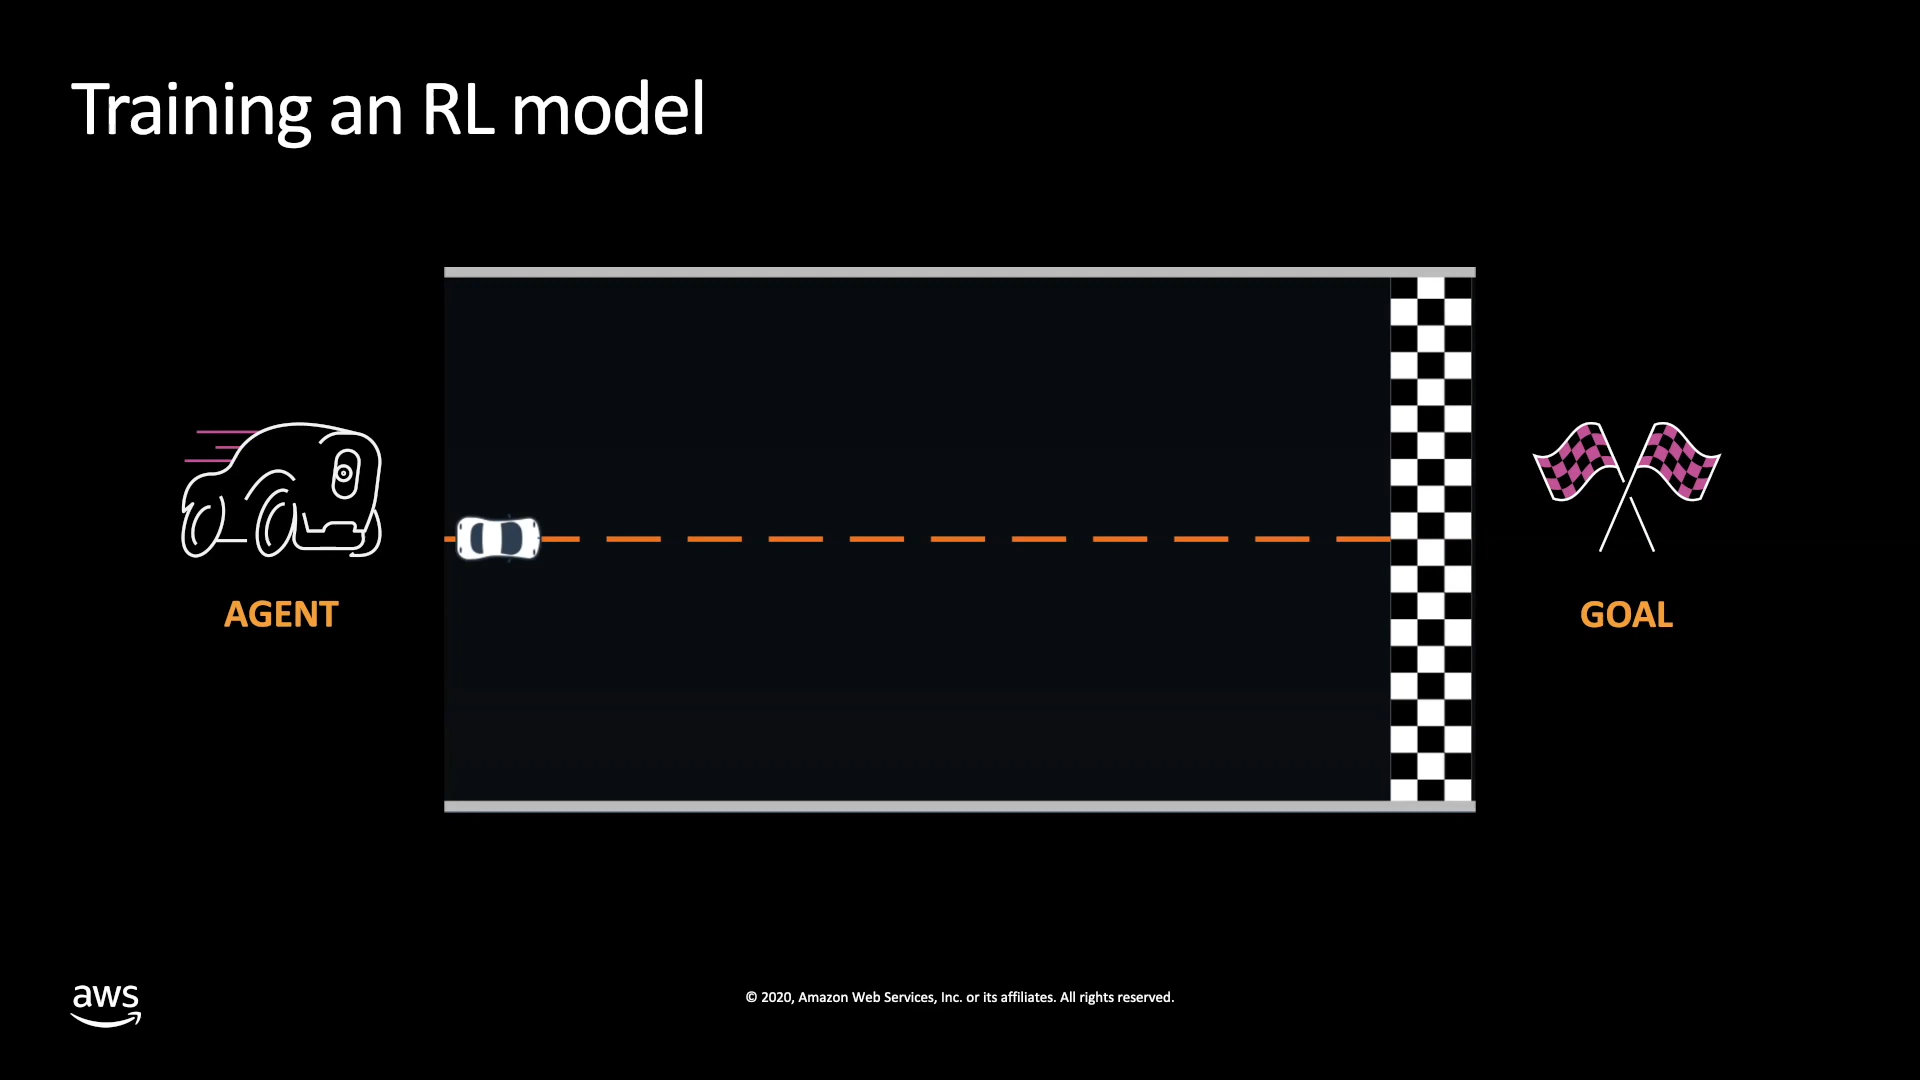 Training an RL model
AGENT
GOAL
aws
© 2020, Amazon Web Services, Inc. or its affiliates. All rights reserved.